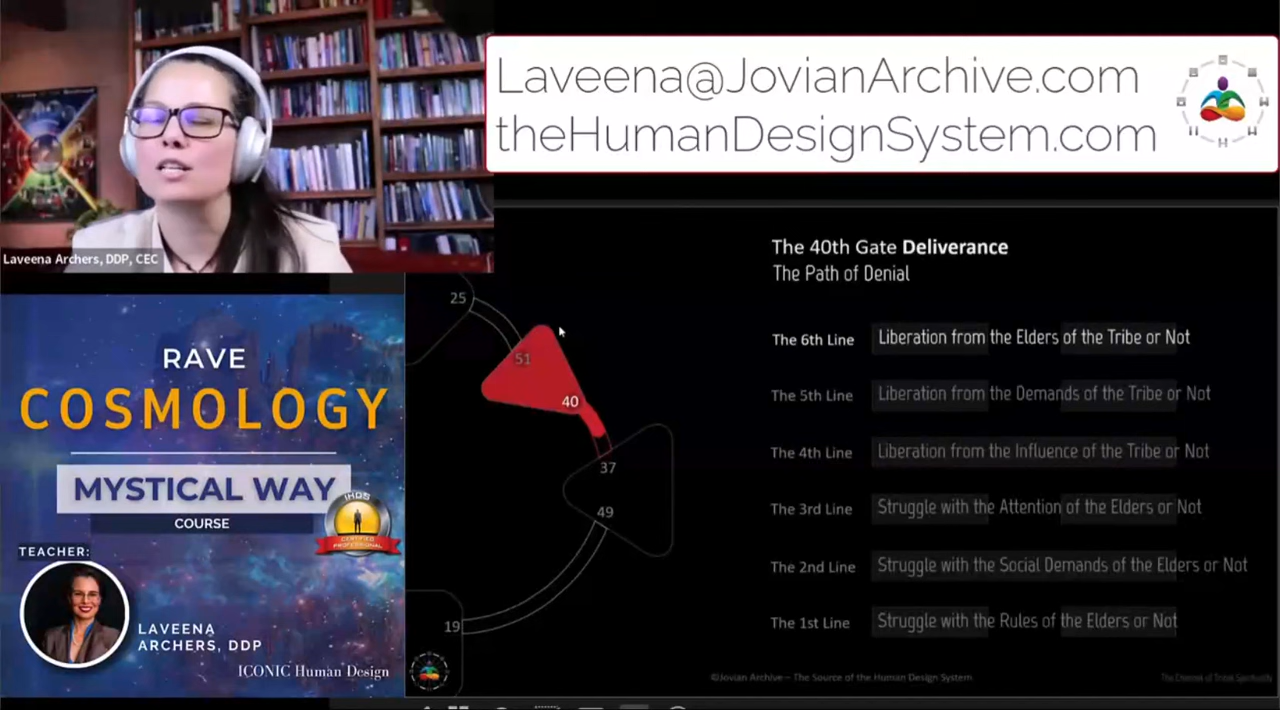 Laveena@JovianArchive.com
theHumanDesignSystem.com
Laveena Archers, DDP, CEC
RAVE
COSMOLOGY
MYSTICAL WAY
COURSE
IHDS
CERTIFIED
PROFESSIONAL
TEACHER:
LAVEENA
ARCHERS, DDP
ICONIC Human Design
25
51
40
37
49
19
The 40th Gate Deliverance
The Path of Denial
The 6th Line Liberation from the Elders of the Tribe or Not
The 5th Line Liberation from the Demands of the Tribe or Not
The 4th Line Liberation from the Influence of the Tribe or Not
The 3rd Line Struggle with the Attention of the Elders or Not
The 2nd Line Struggle with the Social Demands of the Elders or Not
The 1st Line Struggle with the Rules of the Elders or Not
©Jovian Archive – The Source of the Human Design System